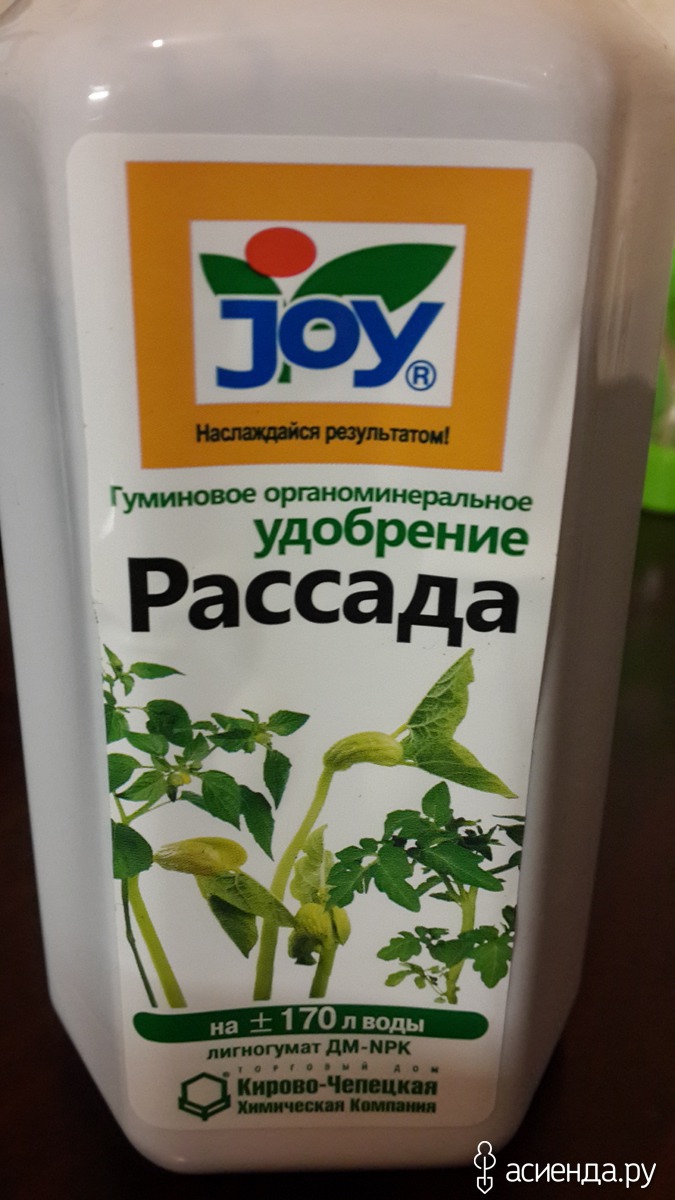 JOY®
Наслаждайся результатом!
Гуминовое органоминеральное
удобрение
Рассада
на ± 170 л воды
лигногумат ДМ-NPK
ТОРГОВЫЙ ДОМ
Кирово-Чепецкая
Химическая Компания
асиенда.ру